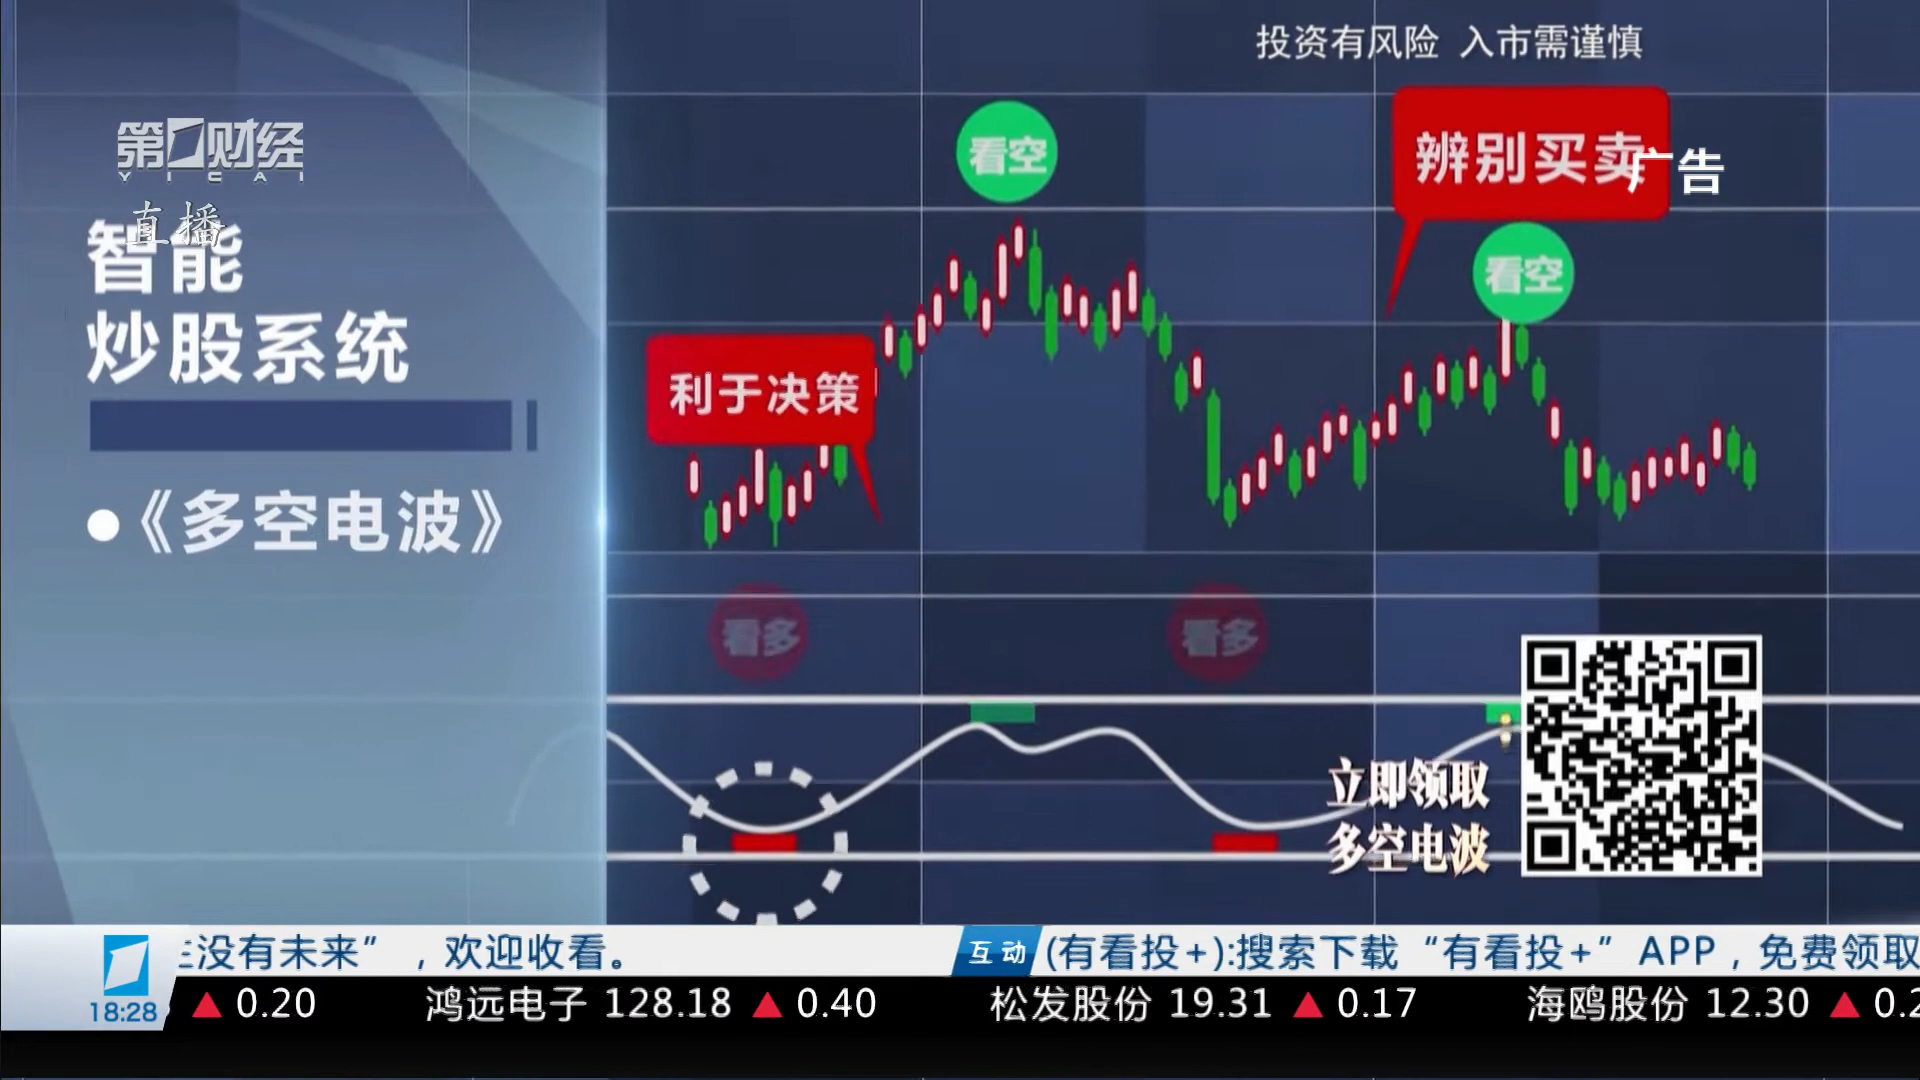 投资有风险 入市需谨慎
第一财经
YICAI
直播
智能
炒股系统
《多空电波》
看空
辨别买卖
广告
看空
利于决策
看多
看多
立即领取
多空电波
没有未来”，欢迎收看。
互动
(有看投+):搜索下载“有看投+” APP，免费领取
18:28
▲ 0.20 鸿远电子 128.18 ▲ 0.40 松发股份 19.31 ▲ 0.17 海鸥股份 12.30 ▲ 0.2